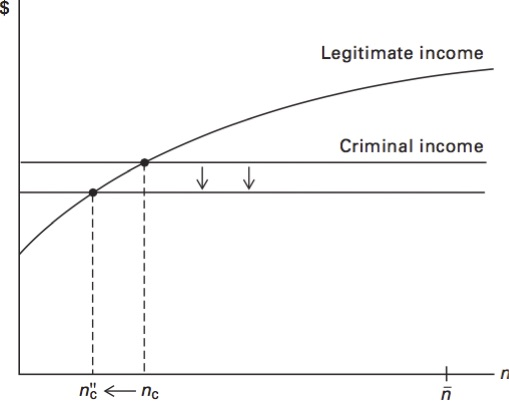 $
Legitimate income
Criminal income
n
n″c ← nc
n̄